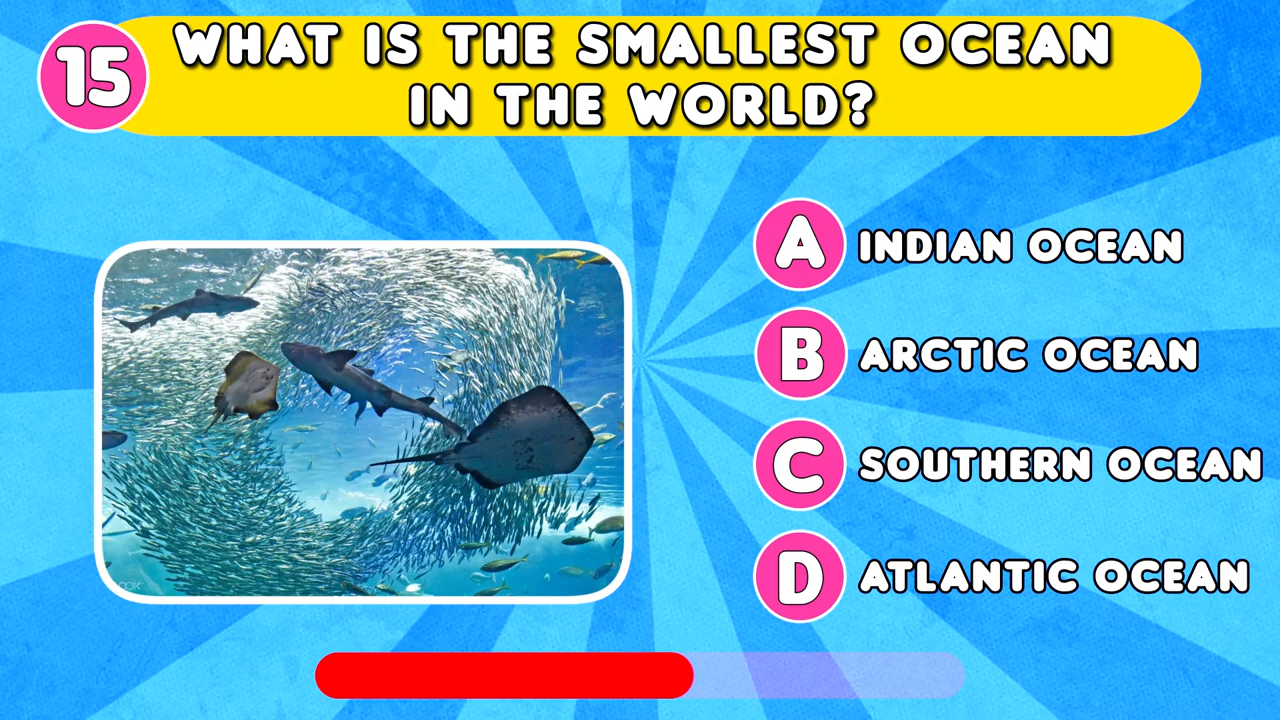 15
WHAT IS THE SMALLEST OCEAN
IN THE WORLD?
A INDIAN OCEAN
B ARCTIC OCEAN
C SOUTHERN OCEAN
D ATLANTIC OCEAN